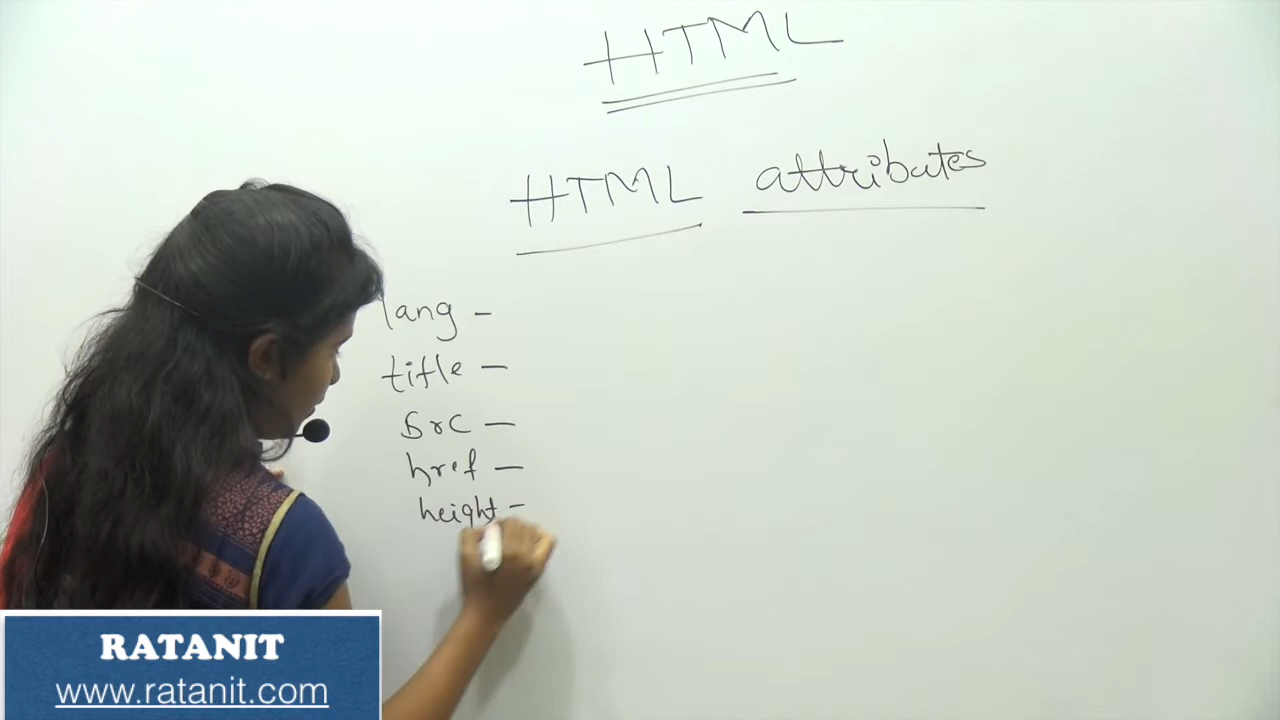 HTML
HTML attributes
lang -
title -
src -
href -
height -
RATANIT
www.ratanit.com